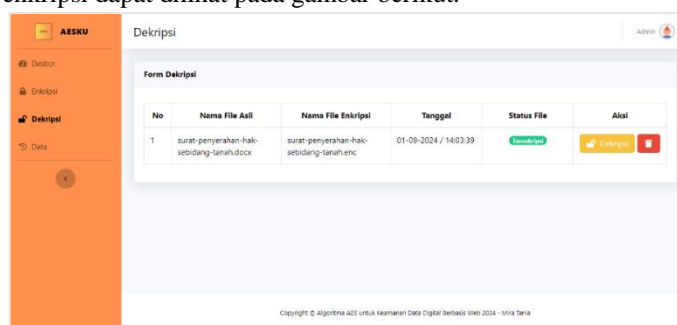 enkripsi dapat dilihat pada gambar berikut.
AESKU
Dekripsi
Admin
Dasbor
Enkripsi
Dekripsi
Data
Form Dekripsi
No Nama File Asli Nama File Enkripsi Tanggal Status File Aksi
1 surat-penyerahan-hak- surat-penyerahan-hak- 01-09-2024 / 14:03:39 Terenkripsi Dekripsi
sebidang-tanah.docx sebidang-tanah.enc
Copyright © Algoritma AES untuk Keamanan Data Digital Berbasis Web 2024 - Mira Tania